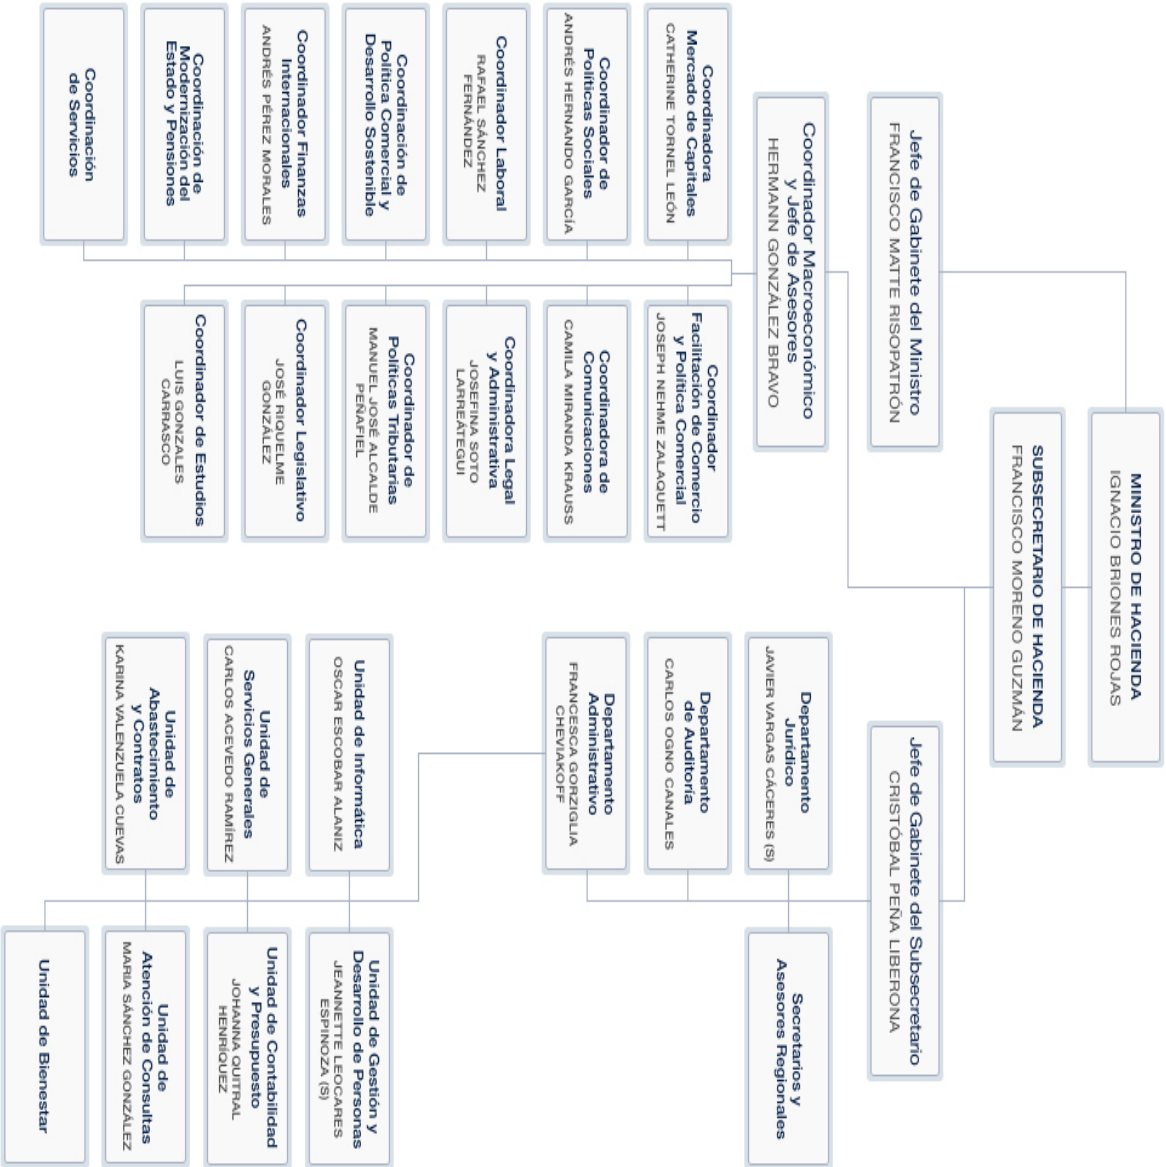 MINISTRO DE HACIENDA
IGNACIO BRIONES ROJAS
SUBSECRETARIO DE HACIENDA
FRANCISCO MORENO GUZMÁN
Jefe de Gabinete del Ministro
FRANCISCO MATTE RISOPATRÓN
Jefe de Gabinete del Subsecretario
CRISTÓBAL PEÑA LIBERONA
Coordinador Macroeconómico
y Jefe de Asesores
HERMANN GONZÁLEZ BRAVO
Coordinadora
Mercado de Capitales
CATHERINE TORNEL LEÓN
Coordinador
Facilitación de Comercio
y Política Comercial
JOSEPH NEHME ZALAQUETT
Coordinador de
Políticas Sociales
ANDRÉS HERNANDO GARCÍA
Coordinadora de
Comunicaciones
CAMILA MIRANDA KRAUSS
Coordinador Laboral
RAFAEL SÁNCHEZ
FERNÁNDEZ
Coordinadora Legal
y Administrativa
JOSEFINA SOTO
LARREÁTEGUI
Coordinación de
Política Comercial y
Desarrollo Sostenible
Coordinador de
Políticas Tributarias
MANUEL JOSÉ ALCALDE
PEÑAFIEL
Coordinador Finanzas
Internacionales
ANDRÉS PÉREZ MORALES
Coordinador Legislativo
JOSÉ RIQUELME
GONZÁLEZ
Coordinación de
Modernización del
Estado y Pensiones
Coordinador de Estudios
LUIS GONZALES
CARRASCO
Coordinación
de Servicios
Departamento
Jurídico
JAVIER VARGAS CÁCERES (S)
Secretarios y
Asesores Regionales
Departamento
de Auditoría
CARLOS OGNO CANALES
Departamento
Administrativo
FRANCESCA GORZIGLIA
CHEVIAKOFF
Unidad de Informática
OSCAR ESCOBAR ALANIZ
Unidad de Gestión y
Desarrollo de Personas
JEANNETTE LEOCARES
ESPINOZA (S)
Unidad de
Servicios Generales
CARLOS ACEVEDO RAMÍREZ
Unidad de Contabilidad
y Presupuesto
JOHANNA QUITRAL
HENRÍQUEZ
Unidad de
Abastecimiento
y Contratos
KARINA VALENZUELA CUEVAS
Unidad de
Atención de Consultas
MARIA SÁNCHEZ GONZÁLEZ
Unidad de Bienestar